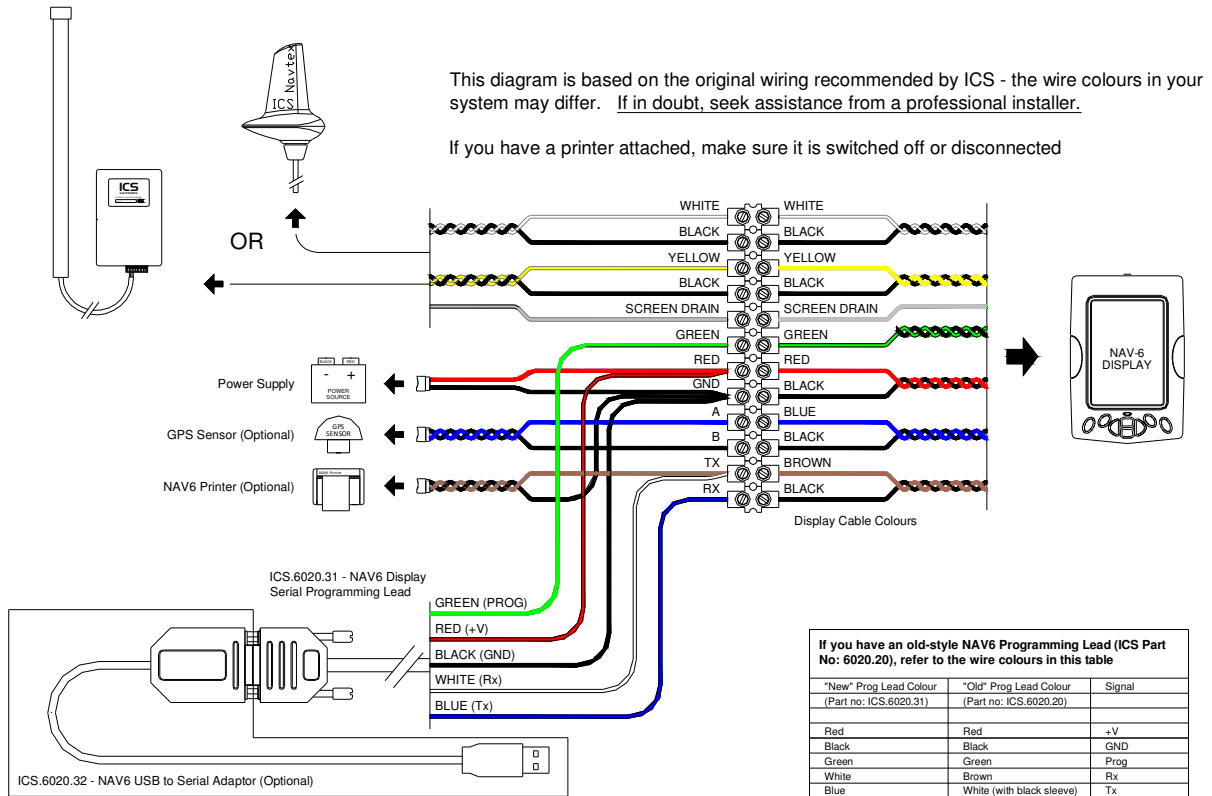 This diagram is based on the original wiring recommended by ICS - the wire colours in your
system may differ. If in doubt, seek assistance from a professional installer.
If you have a printer attached, make sure it is switched off or disconnected
ICS Navtex
ICS
OR
WHITE WHITE
BLACK BLACK
YELLOW YELLOW
BLACK BLACK
SCREEN DRAIN SCREEN DRAIN
GREEN GREEN
RED RED
GND BLACK
A BLUE
B BLACK
TX BROWN
RX BLACK
Display Cable Colours
NAV-6
DISPLAY
Power Supply
BLACK RED
- +
POWER
SOURCE
GPS Sensor (Optional)
GPS
SENSOR
NAV6 Printer (Optional)
NAV6 Printer
ICS.6020.31 - NAV6 Display
Serial Programming Lead
GREEN (PROG)
RED (+V)
BLACK (GND)
WHITE (Rx)
BLUE (Tx)
ICS.6020.32 - NAV6 USB to Serial Adaptor (Optional)
If you have an old-style NAV6 Programming Lead (ICS Part
No: 6020.20), refer to the wire colours in this table
"New" Prog Lead Colour "Old" Prog Lead Colour Signal
(Part no: ICS.6020.31) (Part no: ICS.6020.20)
Red Red +V
Black Black GND
Green Green Prog
White Brown Rx
Blue White (with black sleeve) Tx